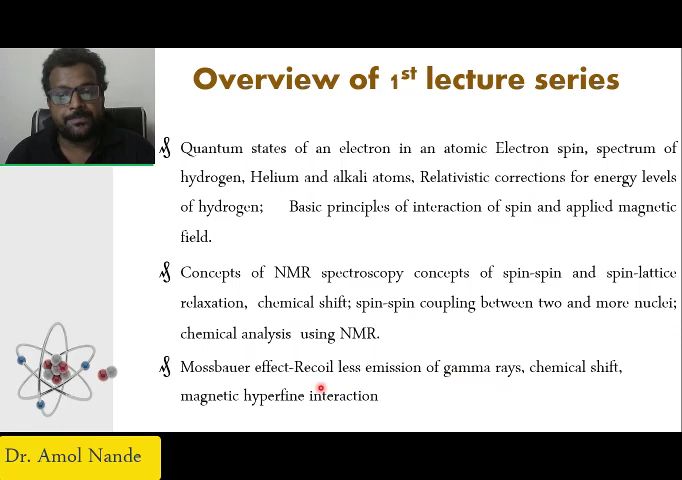 Overview of 1st lecture series
Quantum states of an electron in an atomic Electron spin, spectrum of
hydrogen, Helium and alkali atoms, Relativistic corrections for energy levels
of hydrogen; Basic principles of interaction of spin and applied magnetic
field.
Concepts of NMR spectroscopy concepts of spin-spin and spin-lattice
relaxation, chemical shift; spin-spin coupling between two and more nuclei;
chemical analysis using NMR.
Mossbauer effect-Recoil less emission of gamma rays, chemical shift,
magnetic hyperfine interaction
Dr. Amol Nande